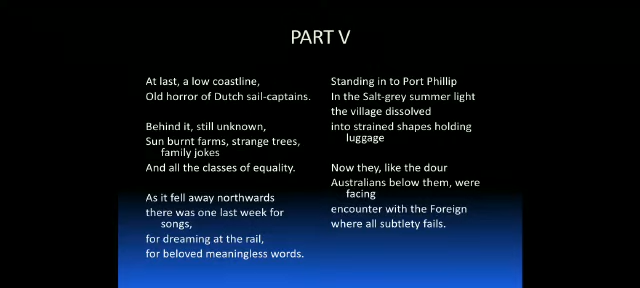 PART V
At last, a low coastline,
Old horror of Dutch sail-captains.
Behind it, still unknown,
Sun burnt farms, strange trees,
family jokes
And all the classes of equality.
As it fell away northwards
there was one last week for
songs,
for dreaming at the rail,
for beloved meaningless words.
Standing in to Port Phillip
In the Salt-grey summer light
the village dissolved
into strained shapes holding
luggage
Now they, like the dour
Australians below them, were
facing
encounter with the Foreign
where all subtlety fails.